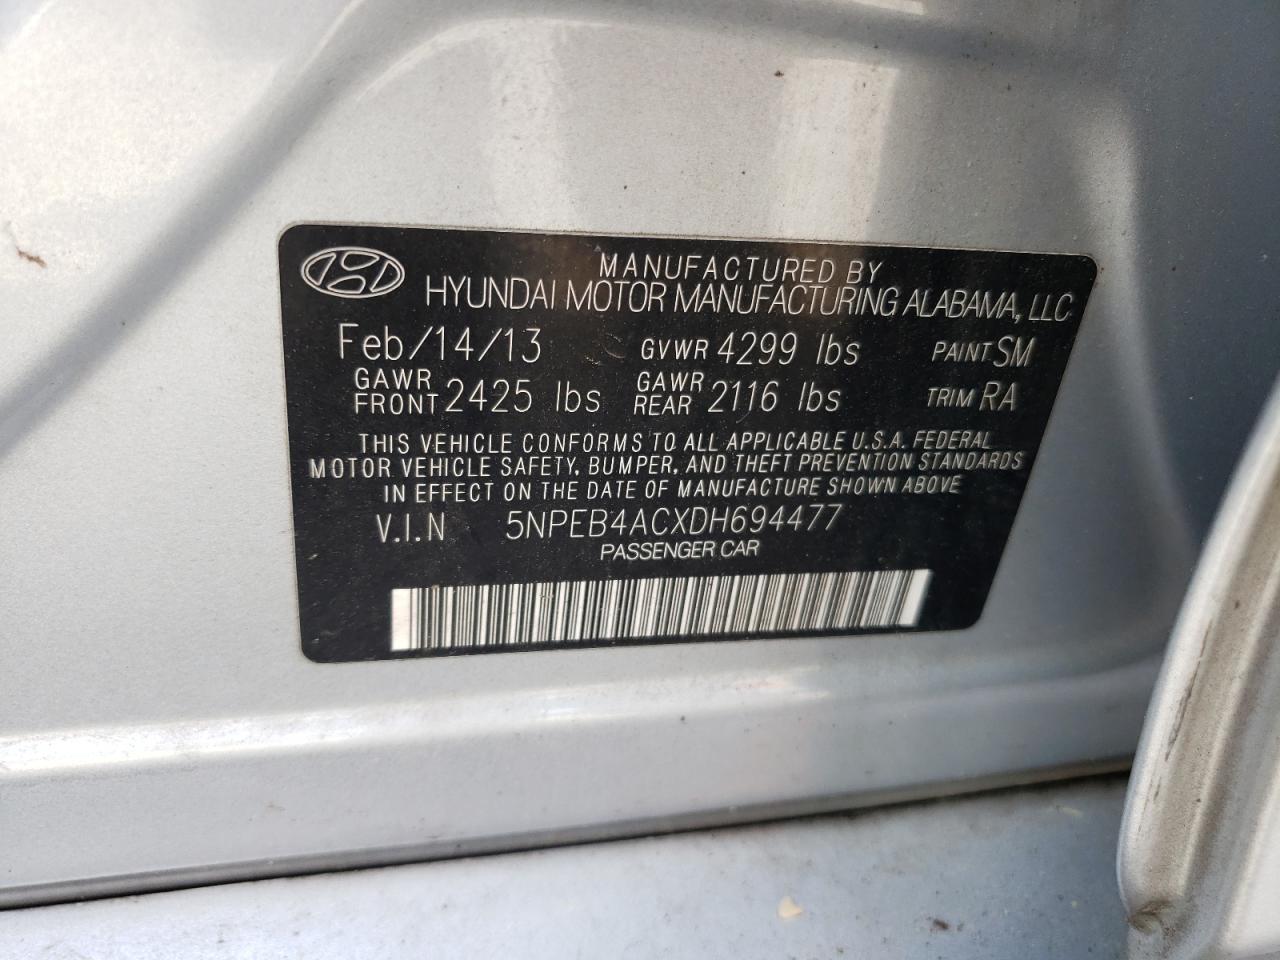 MANUFACTURED BY
HYUNDAI MOTOR MANUFACTURING ALABAMA, LLC
Feb/14/13 GVWR 4299 lbs PAINT SM
GAWR FRONT 2425 lbs GAWR REAR 2116 lbs TRIM RA
THIS VEHICLE CONFORMS TO ALL APPLICABLE U.S.A. FEDERAL
MOTOR VEHICLE SAFETY, BUMPER, AND THEFT PREVENTION STANDARDS
IN EFFECT ON THE DATE OF MANUFACTURE SHOWN ABOVE
V.I.N 5NPEB4ACXDH694477
PASSENGER CAR